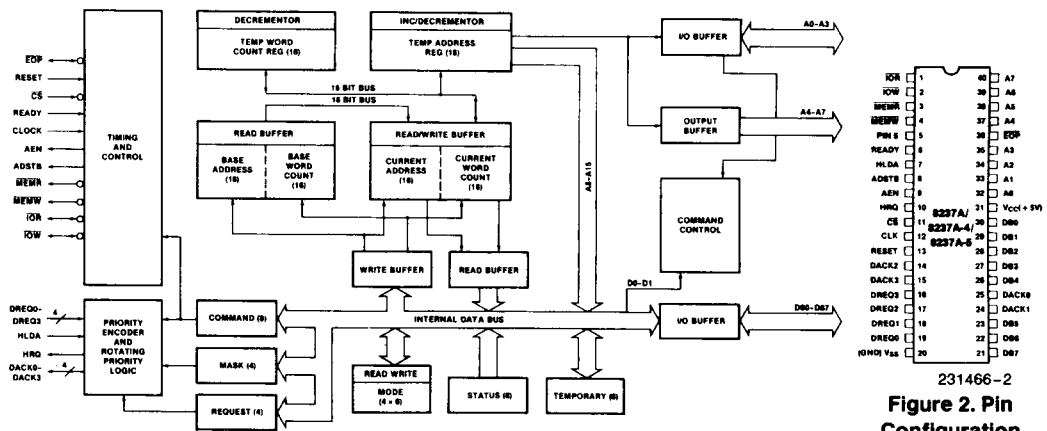 DECREMENTOR
TEMP WORD
COUNT REG (16)
INC/DECREMENTOR
TEMP ADDRESS
REG (16)
I/O BUFFER
A0-A3
EOP
RESET
CS
READY
CLOCK
AEN
ADSTB
MEMR
MEMW
IOR
IOW
TIMING
AND
CONTROL
16 BIT BUS
16 BIT BUS
READ BUFFER
BASE
ADDRESS
(16)
BASE
WORD
COUNT
(16)
READ/WRITE BUFFER
CURRENT
ADDRESS
(16)
CURRENT
WORD
COUNT
(16)
A8-A15
OUTPUT
BUFFER
A4-A7
COMMAND
CONTROL
WRITE BUFFER
READ BUFFER
D0-D1
DREQ0-
DREQ3
4
HLDA
HRQ
DACK0-
DACK3
4
PRIORITY
ENCODER
AND
ROTATING
PRIORITY
LOGIC
COMMAND (8)
MASK (4)
REQUEST (4)
INTERNAL DATA BUS
I/O BUFFER
DB0-DB7
READ WRITE
MODE
(4 × 6)
STATUS (8)
TEMPORARY (8)
IOR 1 40 A7
IOW 2 39 A6
MEMR 3 38 A5
MEMW 4 37 A4
PIN 5 5 36 EOP
READY 6 35 A3
HLDA 7 34 A2
ADSTB 8 33 A1
AEN 9 32 A0
HRQ 10 31 VCC(+5V)
CS 11 30 DB0
CLK 12 29 DB1
RESET 13 28 DB2
DACK2 14 27 DB3
DACK3 15 26 DB4
DREQ3 16 25 DACK0
DREQ2 17 24 DACK1
DREQ1 18 23 DB5
DREQ0 19 22 DB6
(GND) VSS 20 21 DB7
8237A/
8237A-4/
8237A-5
231466-2
Figure 2. Pin
Configuration